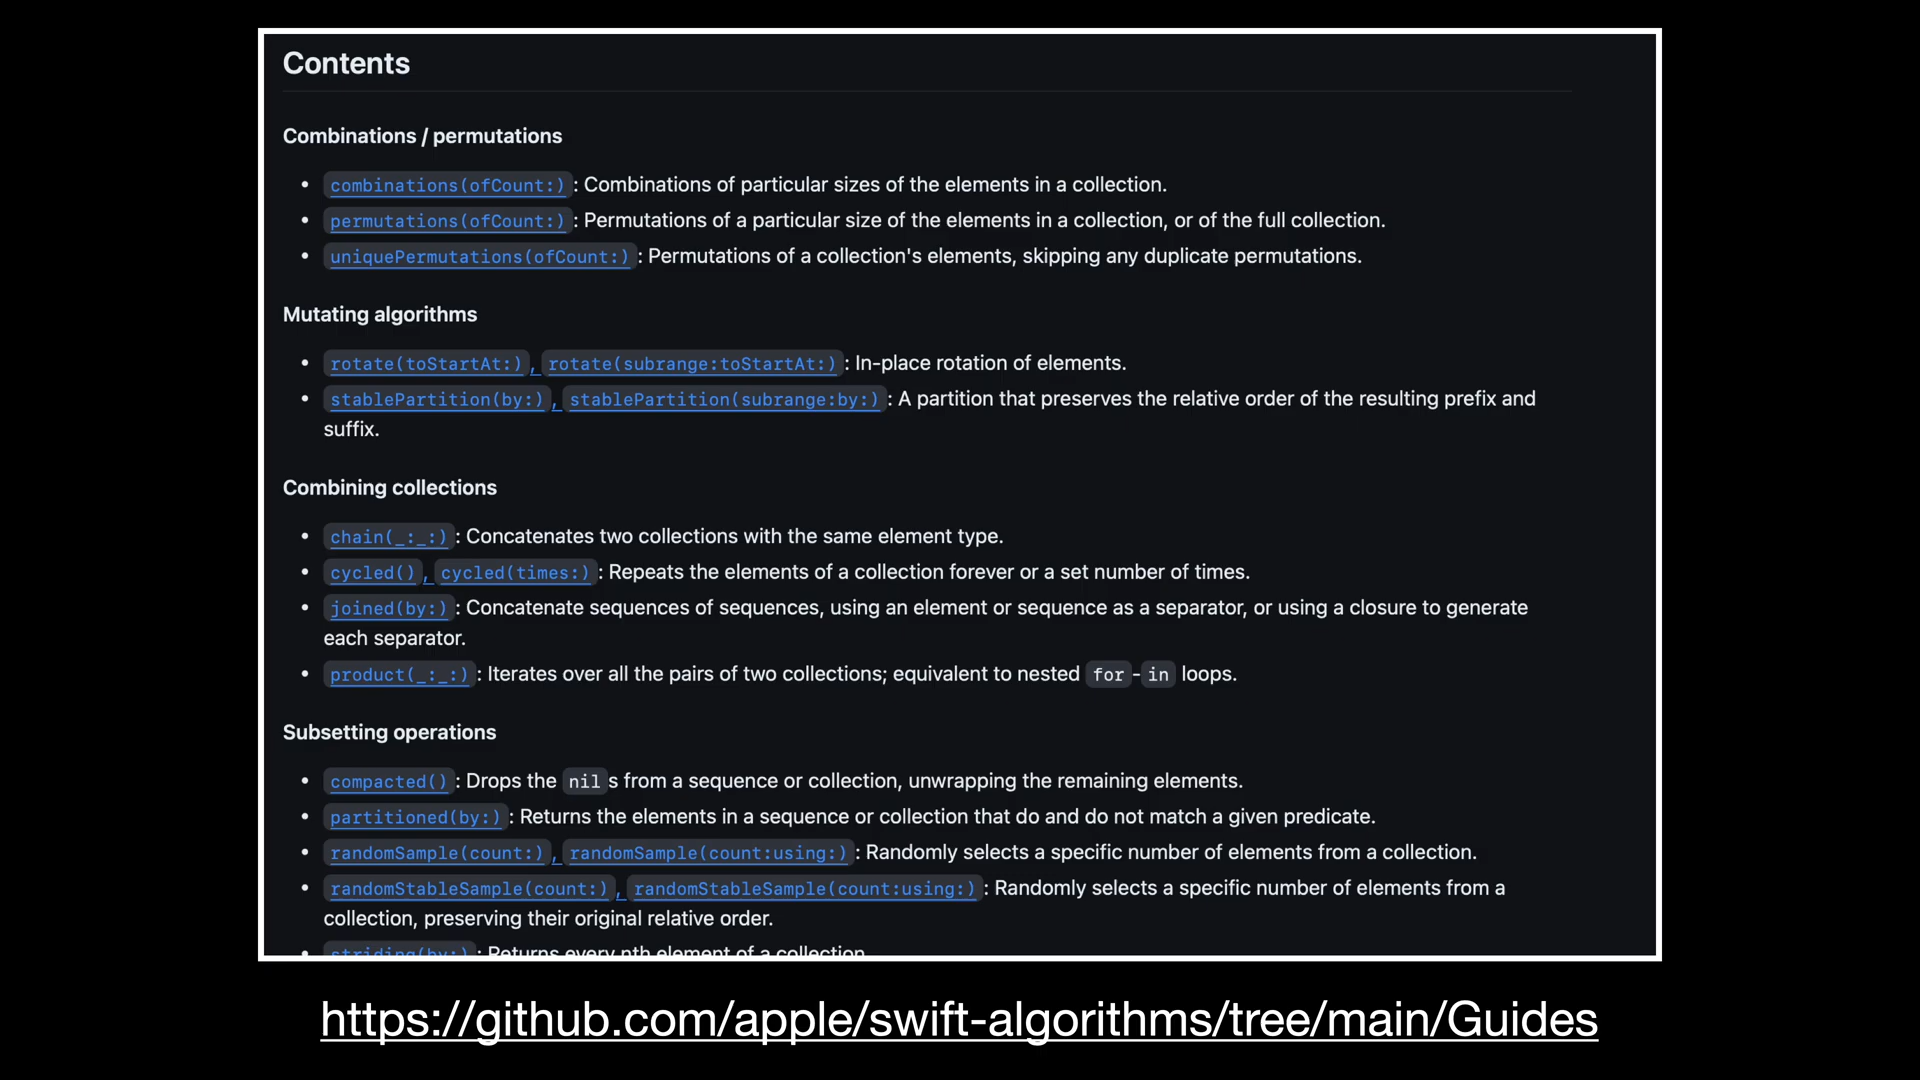 Contents
Combinations / permutations
• combinations(ofCount:): Combinations of particular sizes of the elements in a collection.
• permutations(ofCount:): Permutations of a particular size of the elements in a collection, or of the full collection.
• uniquePermutations(ofCount:): Permutations of a collection's elements, skipping any duplicate permutations.
Mutating algorithms
• rotate(toStartAt:), rotate(subrange:toStartAt:): In-place rotation of elements.
• stablePartition(by:), stablePartition(subrange:by:): A partition that preserves the relative order of the resulting prefix and
suffix.
Combining collections
• chain(_:_:): Concatenates two collections with the same element type.
• cycled(), cycled(times:): Repeats the elements of a collection forever or a set number of times.
• joined(by:): Concatenate sequences of sequences, using an element or sequence as a separator, or using a closure to generate
each separator.
• product(_:_:): Iterates over all the pairs of two collections; equivalent to nested for-in loops.
Subsetting operations
• compacted(): Drops the nils from a sequence or collection, unwrapping the remaining elements.
• partitioned(by:): Returns the elements in a sequence or collection that do and do not match a given predicate.
• randomSample(count:), randomSample(count:using:): Randomly selects a specific number of elements from a collection.
• randomStableSample(count:), randomStableSample(count:using:): Randomly selects a specific number of elements from a
collection, preserving their original relative order.
• striding(by:): Returns every nth element of a collection.
https://github.com/apple/swift-algorithms/tree/main/Guides